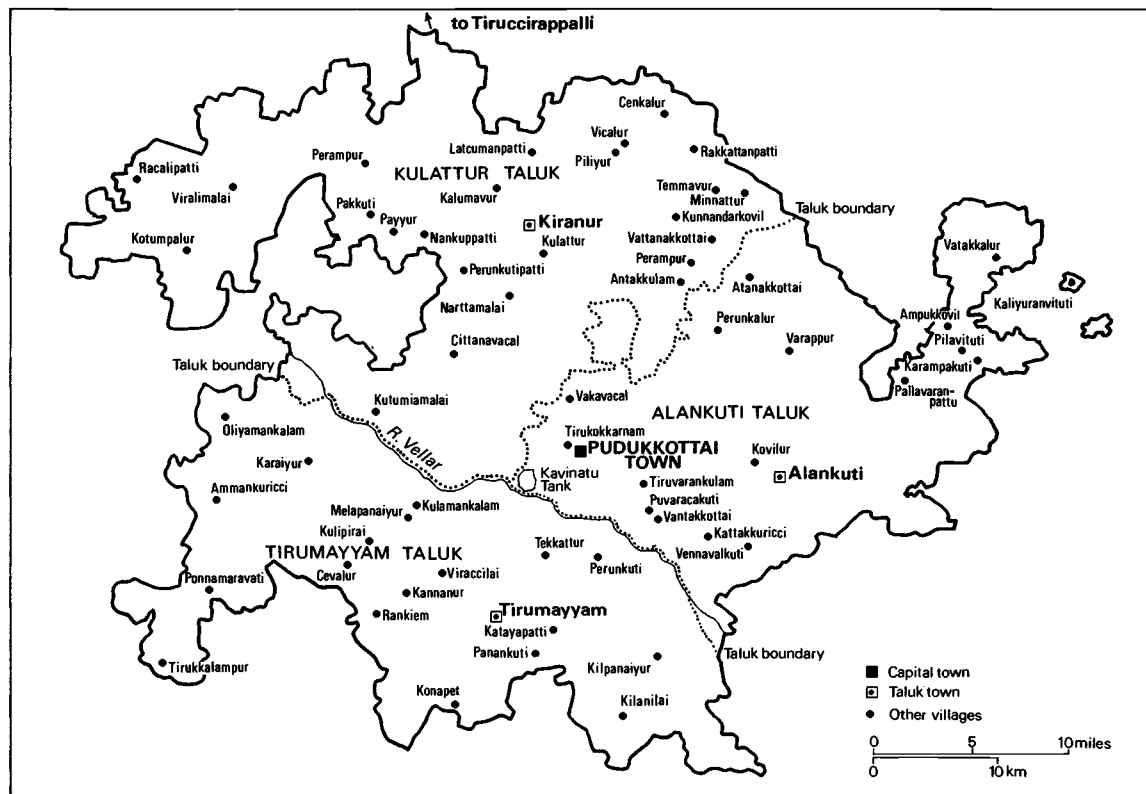 to Tiruccirappalli
Cenkalur
Vicalur
Latcumanpatti
Piliyur
Rakkattanpatti
Perampur
Racalipatti
KULATTUR TALUK
Viralimalai
Kalumavur
Temmavur
Minnattur
Pakkuti
Kunnandarkovil
Taluk boundary
Payyur
Kiranur
Nankuppatti
Kulattur
Vattanakkottai
Kotumpalur
Vatakkalur
Perunkutipatti
Perampur
Antakkulam
Atanakkottai
Narttamalai
Kaliyuranvituti
Ampukkovil
Perunkalur
Varappur
Pilavituti
Cittanavacal
Karampakuti
Taluk boundary
Pallavaran-
pattu
Vakavacal
Kutumiamalai
ALANKUTI TALUK
Oliyamankalam
R. Vellar
Tirukokkarnam
PUDUKKOTTAI
TOWN
Kovilur
Karaiyur
Alankuti
Kavinatu
Tank
Tiruvarankulam
Ammankuricci
Kulamankalam
Puvaracakuti
Melapanaiyur
Vantakkottai
Kulipirai
Kattakkuricci
TIRUMAYYAM TALUK
Tekkattur
Vennavalkuti
Cevalur
Viraccilai
Perunkuti
Ponnamaravati
Kannanur
Rankiem
Tirumayyam
Katayapatti
Panankuti
Taluk boundary
Tirukkalampur
Kilpanaiyur
Konapet
Kilanilai
Capital town
Taluk town
Other villages
0 5 10 miles
0 10 km